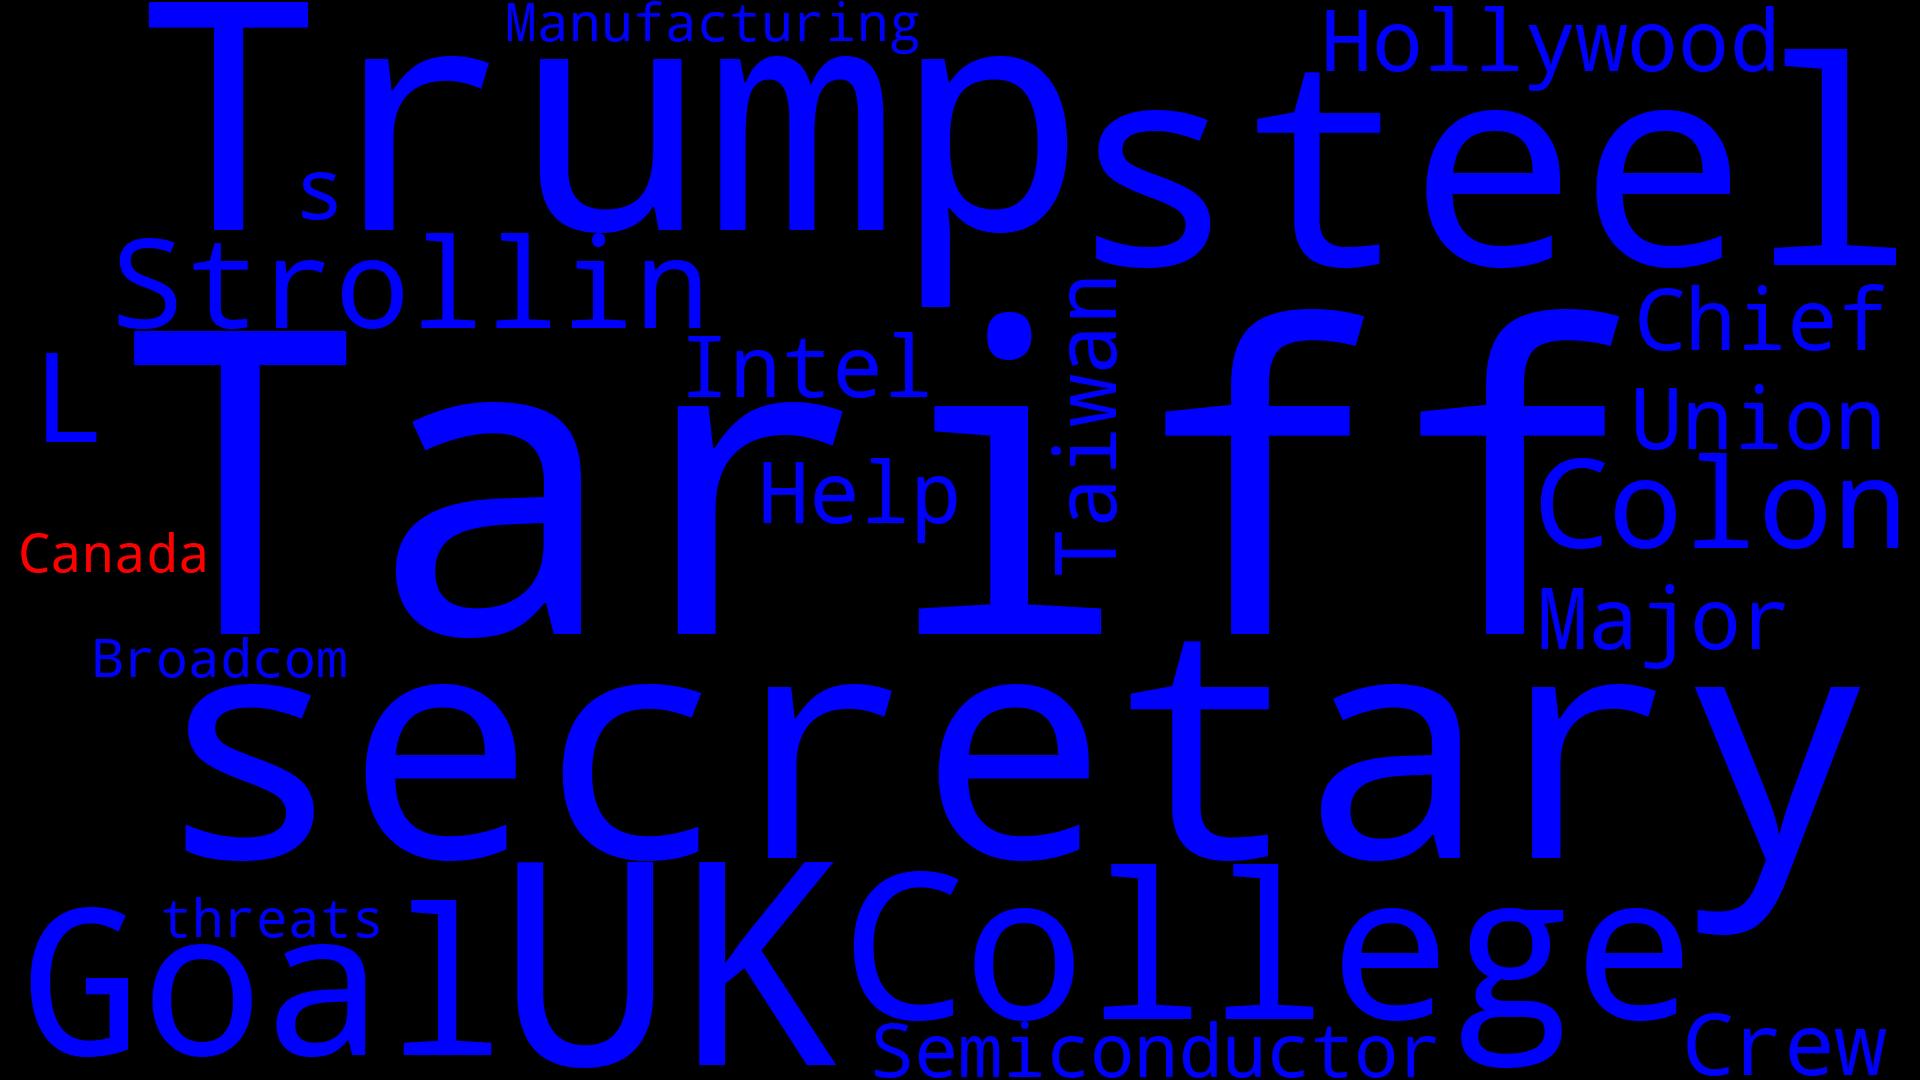 Manufacturing
Hollywood
Trump
steel
s
Strollin
Chief
Intel
Taiwan
L
Tariff
Union
Help
Colon
Canada
Major
Broadcom
secretary
threats
Goal
UK
College
Semiconductor
Crew